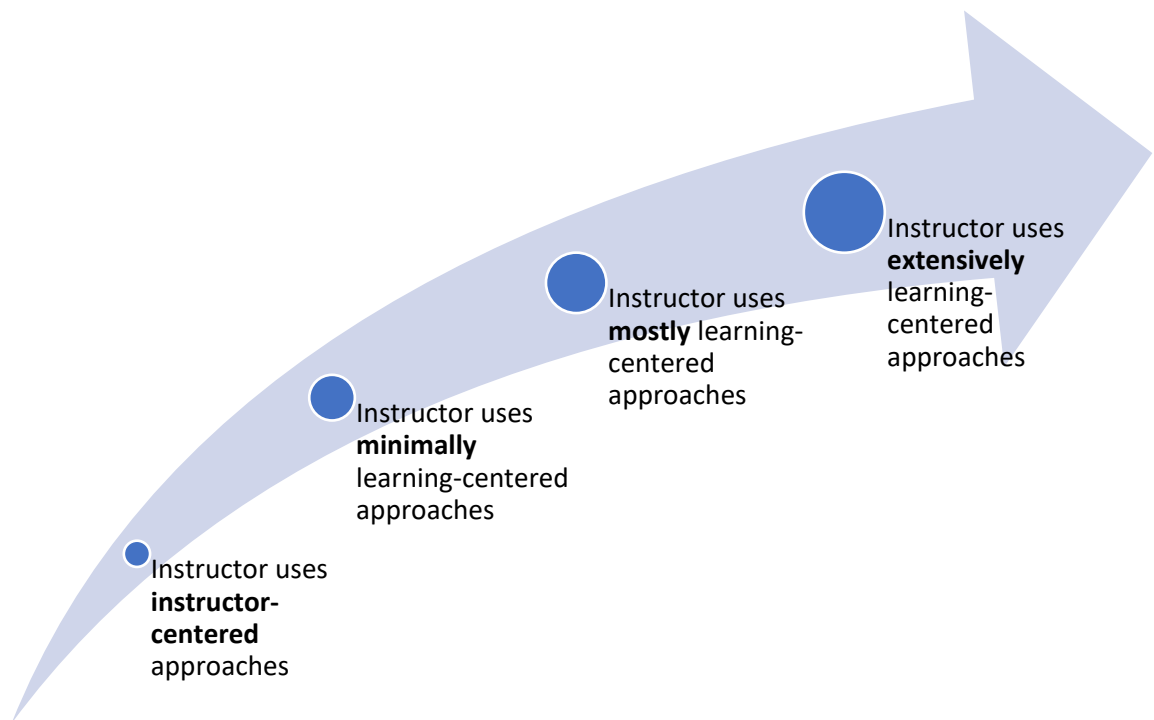 Instructor uses
extensively
learning-
centered
approaches
Instructor uses
mostly learning-
centered
approaches
Instructor uses
minimally
learning-centered
approaches
Instructor uses
instructor-
centered
approaches